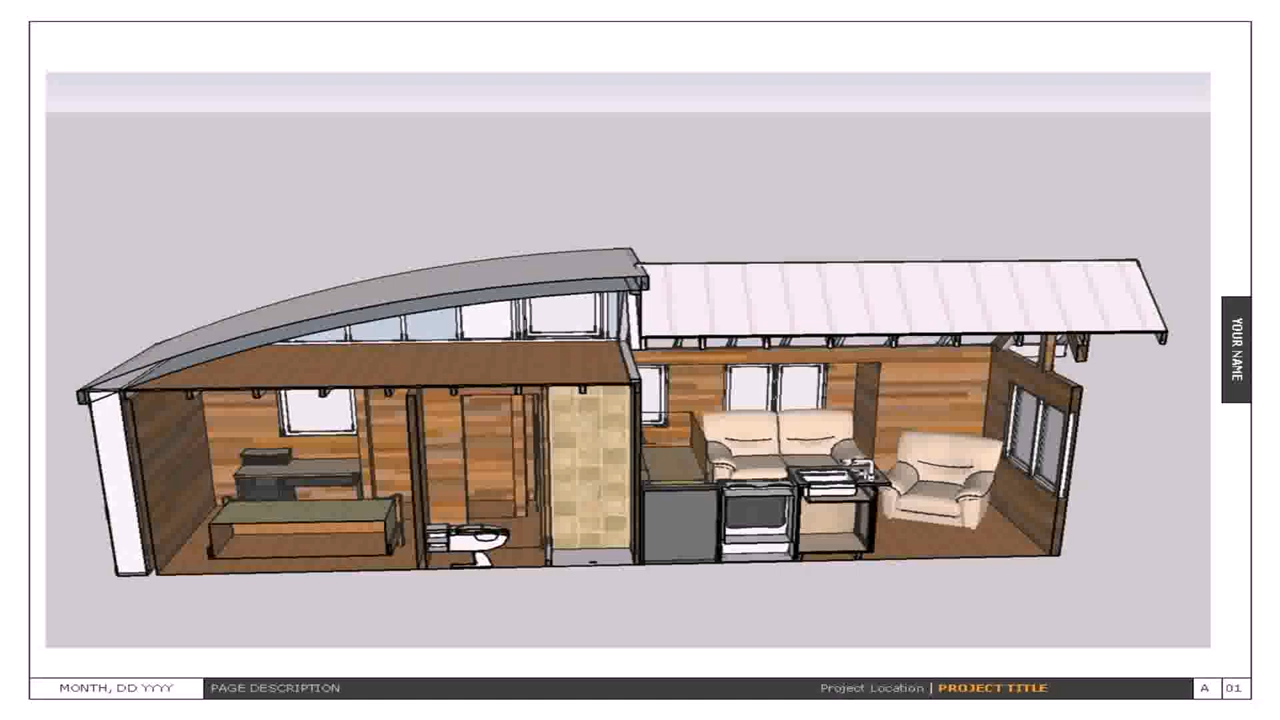 YOUR NAME
MONTH, DD YYYY
PAGE DESCRIPTION
Project Location | PROJECT TITLE
A 01